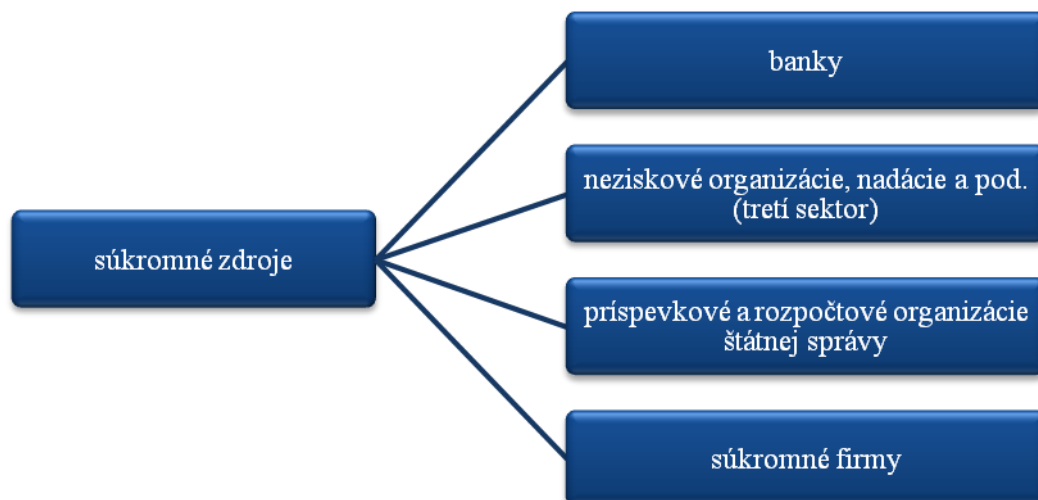 súkromné zdroje
banky
neziskové organizácie, nadácie a pod.
(tretí sektor)
príspevkové a rozpočtové organizácie
štátnej správy
súkromné firmy